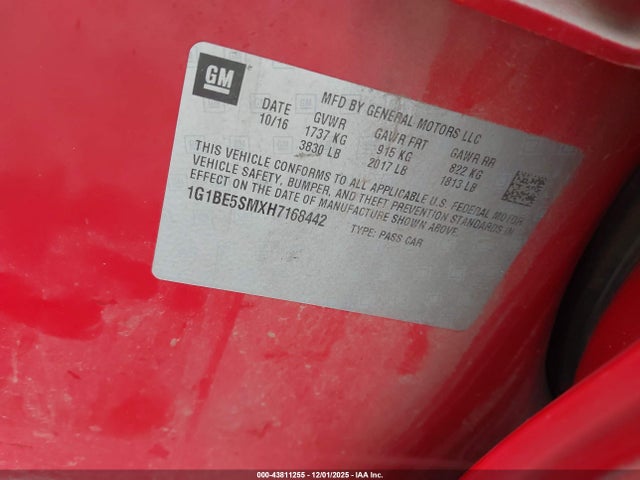 GM
MFD BY GENERAL MOTORS LLC
DATE GVWR GAWR FRT GAWR RR
10/16 1737 KG 915 KG 822 KG
3830 LB 2017 LB 1813 LB
THIS VEHICLE CONFORMS TO ALL APPLICABLE U.S. FEDERAL MOTOR
VEHICLE SAFETY, BUMPER, AND THEFT PREVENTION STANDARDS IN
EFFECT ON THE DATE OF MANUFACTURE SHOWN ABOVE.
1G1BE5SMXH7168442 TYPE: PASS CAR
000-43811255 - 12/01/2025 - IAA Inc.